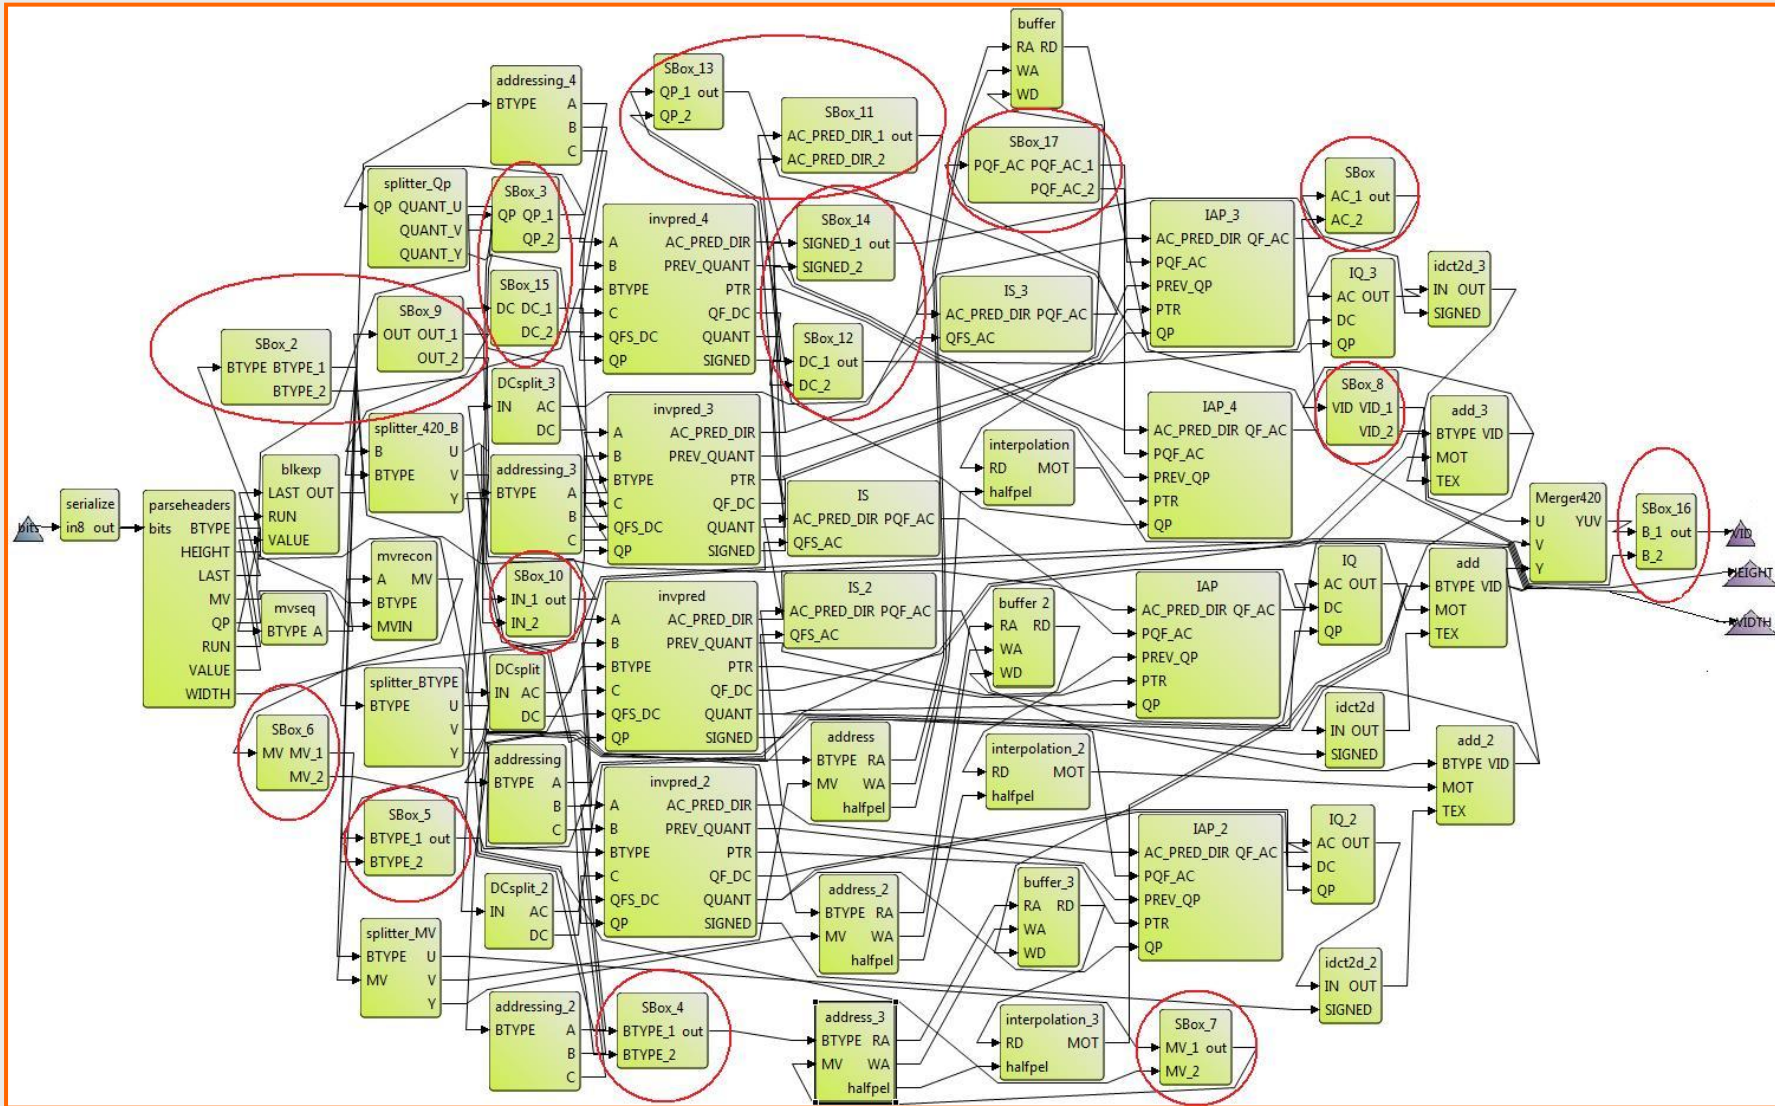 bits
serialize
in8 out
parseheaders
bits
BTYPE
HEIGHT
LAST
MV
QP
RUN
VALUE
WIDTH
SBox_2
BTYPE BTYPE_1
BTYPE_2
blkexp
LAST OUT
RUN
VALUE
mvseq
BTYPE A
SBox_6
MV MV_1
MV_2
splitter_Qp
QP QUANT_U
QUANT_V
QUANT_Y
SBox_9
OUT OUT_1
OUT_2
splitter_420_B
B U
BTYPE V
Y
mvrecon
A MV
BTYPE
MVIN
splitter_BTYPE
BTYPE U
V
Y
SBox_5
BTYPE_1 out
BTYPE_2
splitter_MV
BTYPE U
MV V
Y
addressing_4
BTYPE A
B
C
SBox_3
QP QP_1
QP_2
SBox_15
DC DC_1
DC_2
DCsplit_3
IN AC
DC
addressing_3
BTYPE A
B
C
SBox_10
IN_1 out
IN_2
DCsplit
IN AC
DC
addressing
BTYPE A
B
C
DCsplit_2
IN AC
DC
addressing_2
BTYPE A
B
C
SBox_13
QP_1 out
QP_2
invpred_4
A AC_PRED_DIR
B PREV_QUANT
BTYPE PTR
C QF_DC
QFS_DC QUANT
QP SIGNED
invpred_3
A AC_PRED_DIR
B PREV_QUANT
BTYPE PTR
C QF_DC
QFS_DC QUANT
QP SIGNED
invpred
A AC_PRED_DIR
B PREV_QUANT
BTYPE PTR
C QF_DC
QFS_DC QUANT
QP SIGNED
invpred_2
A AC_PRED_DIR
B PREV_QUANT
BTYPE PTR
C QF_DC
QFS_DC QUANT
QP SIGNED
SBox_4
BTYPE_1 out
BTYPE_2
SBox_11
AC_PRED_DIR_1 out
AC_PRED_DIR_2
SBox_14
SIGNED_1 out
SIGNED_2
SBox_12
DC_1 out
DC_2
IS
AC_PRED_DIR PQF_AC
QFS_AC
IS_2
AC_PRED_DIR PQF_AC
QFS_AC
address
BTYPE RA
MV WA
halfpel
address_2
BTYPE RA
MV WA
halfpel
address_3
BTYPE RA
MV WA
halfpel
buffer
RA RD
WA
WD
SBox_17
PQF_AC PQF_AC_1
PQF_AC_2
IS_3
AC_PRED_DIR PQF_AC
QFS_AC
interpolation
RD MOT
halfpel
buffer 2
RA RD
WA
WD
interpolation_2
RD MOT
halfpel
buffer_3
RA RD
WA
WD
interpolation_3
RD MOT
halfpel
IAP_3
AC_PRED_DIR QF_AC
PQF_AC
PREV_QP
PTR
QP
IAP_4
AC_PRED_DIR QF_AC
PQF_AC
PREV_QP
PTR
QP
IAP
AC_PRED_DIR QF_AC
PQF_AC
PREV_QP
PTR
QP
IAP_2
AC_PRED_DIR QF_AC
PQF_AC
PREV_QP
PTR
QP
SBox_7
MV_1 out
MV_2
SBox
AC_1 out
AC_2
IQ_3
AC OUT
DC
QP
SBox_8
VID VID_1
VID_2
IQ
AC OUT
DC
QP
idct2d
IN OUT
SIGNED
IQ_2
AC OUT
DC
QP
idct2d_2
IN OUT
SIGNED
idct2d_3
IN OUT
SIGNED
add_3
BTYPE VID
MOT
TEX
add
BTYPE VID
MOT
TEX
add_2
BTYPE VID
MOT
TEX
Merger420
U YUV
V
Y
SBox_16
B_1 out
B_2
VID
HEIGHT
WIDTH